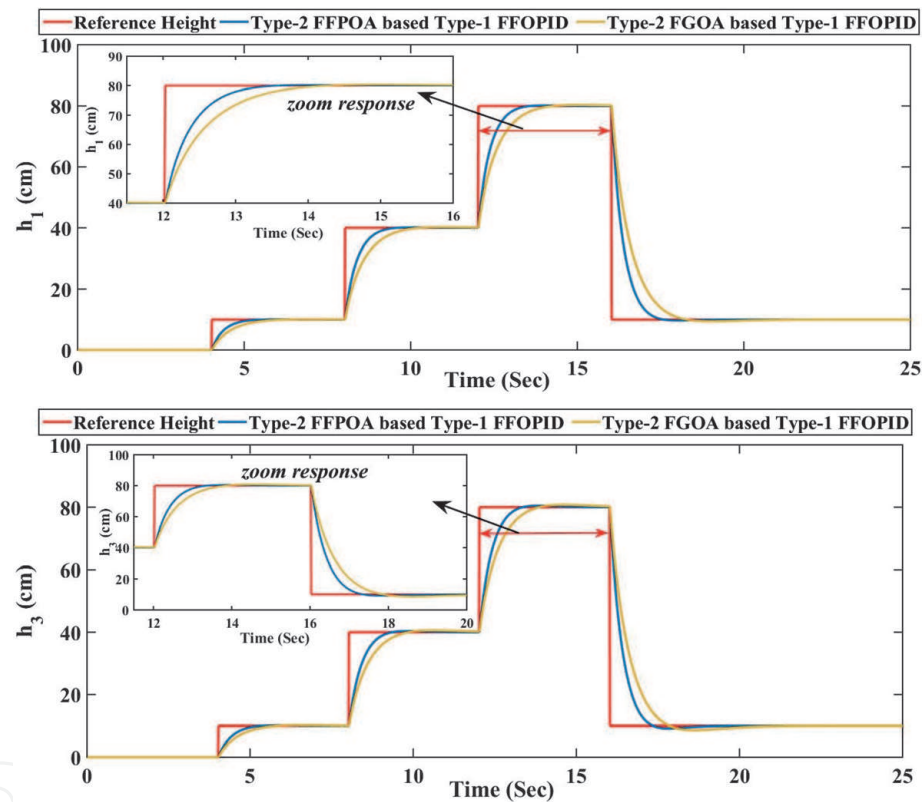 Reference Height Type-2 FFPOA based Type-1 FFOPID Type-2 FGOA based Type-1 FFOPID
100
80
60
40
20
0
h1 (cm)
90
80
70
60
50
40
h1 (cm)
zoom response
12 13 14 15 16
Time (Sec)
0 5 10 15 20 25
Time (Sec)
Reference Height Type-2 FFPOA based Type-1 FFOPID Type-2 FGOA based Type-1 FFOPID
100
80
60
40
20
0
h3 (cm)
100
80
60
40
20
10
0
h3 (cm)
zoom response
12 14 16 18 20
Time (Sec)
0 5 10 15 20 25
Time (Sec)